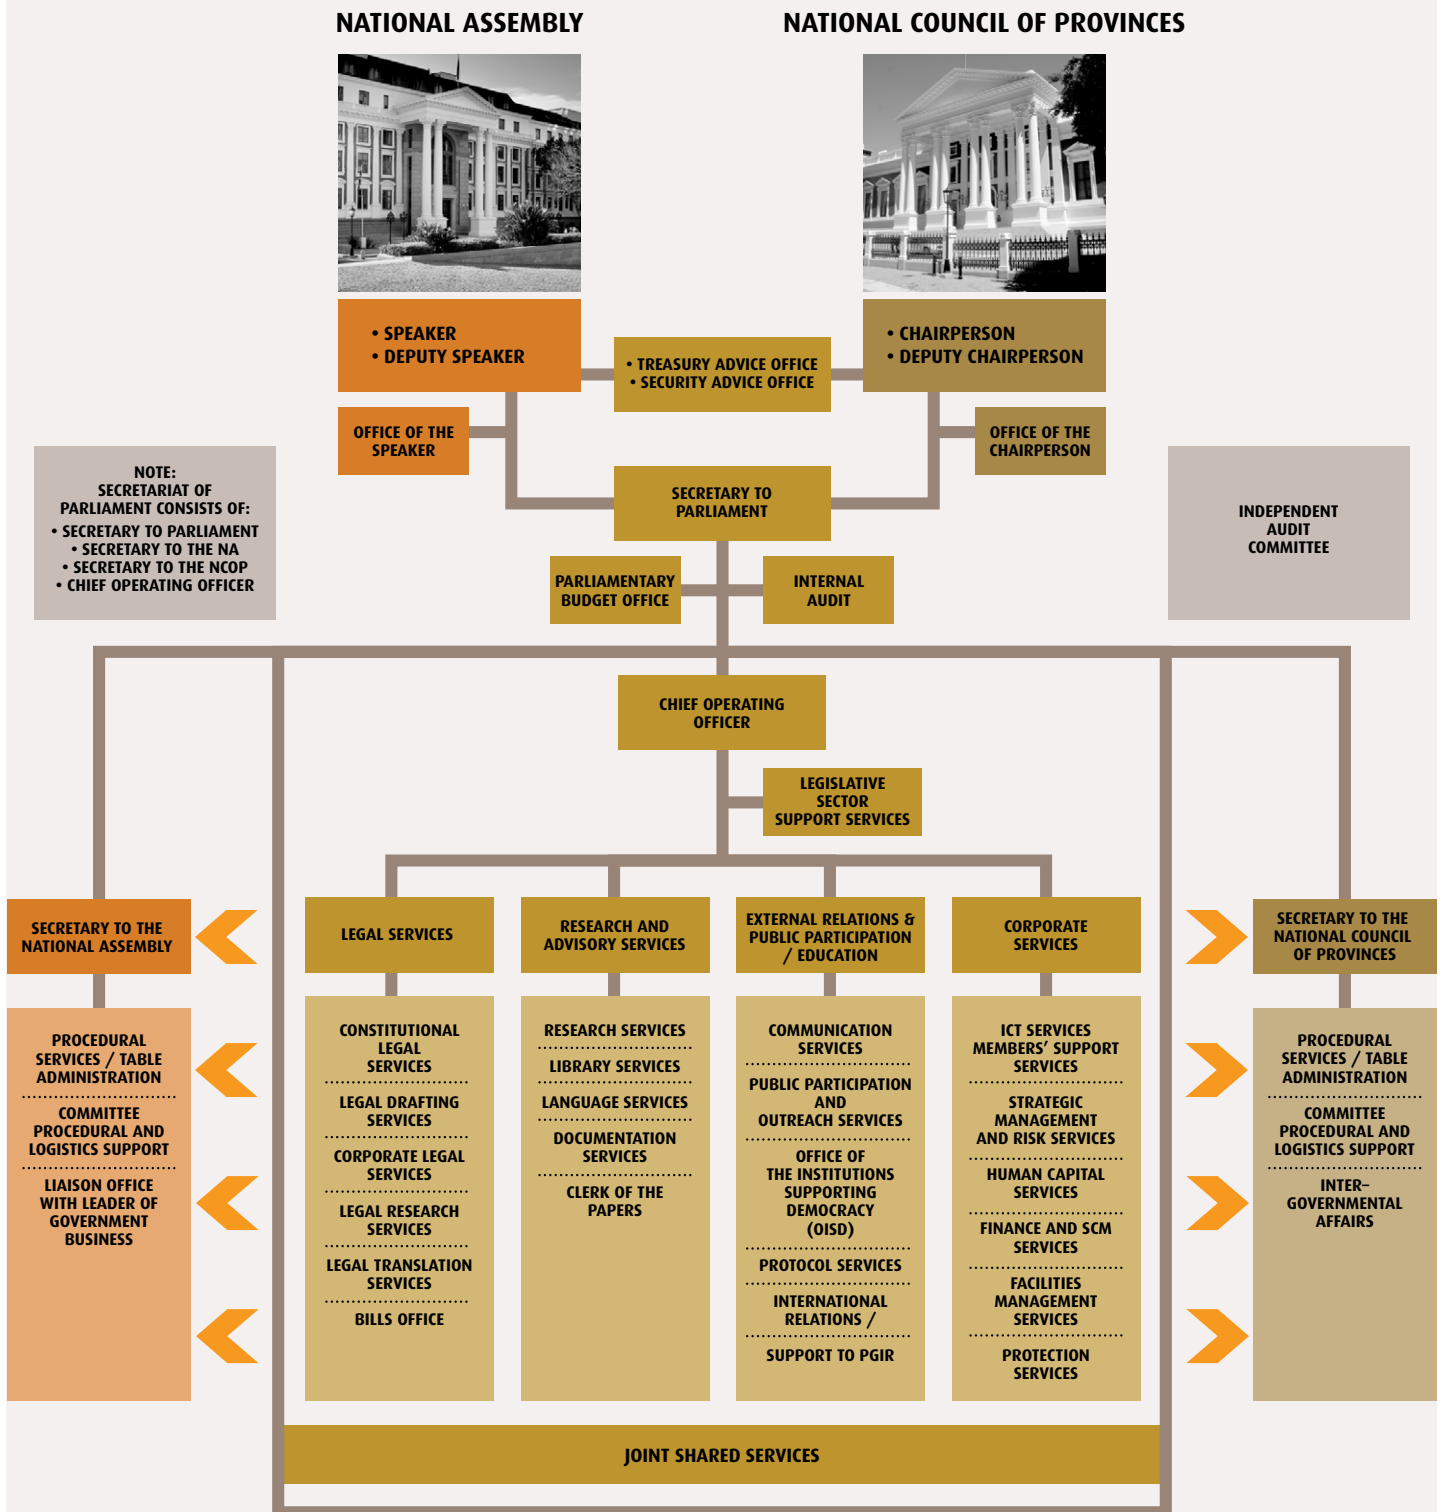 NATIONAL ASSEMBLY
NATIONAL COUNCIL OF PROVINCES
• SPEAKER
• DEPUTY SPEAKER
• TREASURY ADVICE OFFICE
• SECURITY ADVICE OFFICE
• CHAIRPERSON
• DEPUTY CHAIRPERSON
OFFICE OF THE
SPEAKER
OFFICE OF THE
CHAIRPERSON
NOTE:
SECRETARIAT OF
PARLIAMENT CONSISTS OF:
• SECRETARY TO PARLIAMENT
• SECRETARY TO THE NA
• SECRETARY TO THE NCOP
• CHIEF OPERATING OFFICER
SECRETARY TO
PARLIAMENT
INDEPENDENT
AUDIT
COMMITTEE
PARLIAMENTARY
BUDGET OFFICE
INTERNAL
AUDIT
CHIEF OPERATING
OFFICER
LEGISLATIVE
SECTOR
SUPPORT SERVICES
SECRETARY TO THE
NATIONAL ASSEMBLY
LEGAL SERVICES
RESEARCH AND
ADVISORY SERVICES
EXTERNAL RELATIONS &
PUBLIC PARTICIPATION
/ EDUCATION
CORPORATE
SERVICES
SECRETARY TO THE
NATIONAL COUNCIL
OF PROVINCES
PROCEDURAL
SERVICES / TABLE
ADMINISTRATION
COMMITTEE
PROCEDURAL AND
LOGISTICS SUPPORT
LIAISON OFFICE
WITH LEADER OF
GOVERNMENT
BUSINESS
CONSTITUTIONAL
LEGAL
SERVICES
LEGAL DRAFTING
SERVICES
CORPORATE LEGAL
SERVICES
LEGAL RESEARCH
SERVICES
LEGAL TRANSLATION
SERVICES
BILLS OFFICE
RESEARCH SERVICES
LIBRARY SERVICES
LANGUAGE SERVICES
DOCUMENTATION
SERVICES
CLERK OF THE
PAPERS
COMMUNICATION
SERVICES
PUBLIC PARTICIPATION
AND
OUTREACH SERVICES
OFFICE OF
THE INSTITUTIONS
SUPPORTING
DEMOCRACY
(OISD)
PROTOCOL SERVICES
INTERNATIONAL
RELATIONS /
SUPPORT TO PGIR
ICT SERVICES
MEMBERS’ SUPPORT
SERVICES
STRATEGIC
MANAGEMENT
AND RISK SERVICES
HUMAN CAPITAL
SERVICES
FINANCE AND SCM
SERVICES
FACILITIES
MANAGEMENT
SERVICES
PROTECTION
SERVICES
PROCEDURAL
SERVICES / TABLE
ADMINISTRATION
COMMITTEE
PROCEDURAL AND
LOGISTICS SUPPORT
INTER–
GOVERNMENTAL
AFFAIRS
JOINT SHARED SERVICES